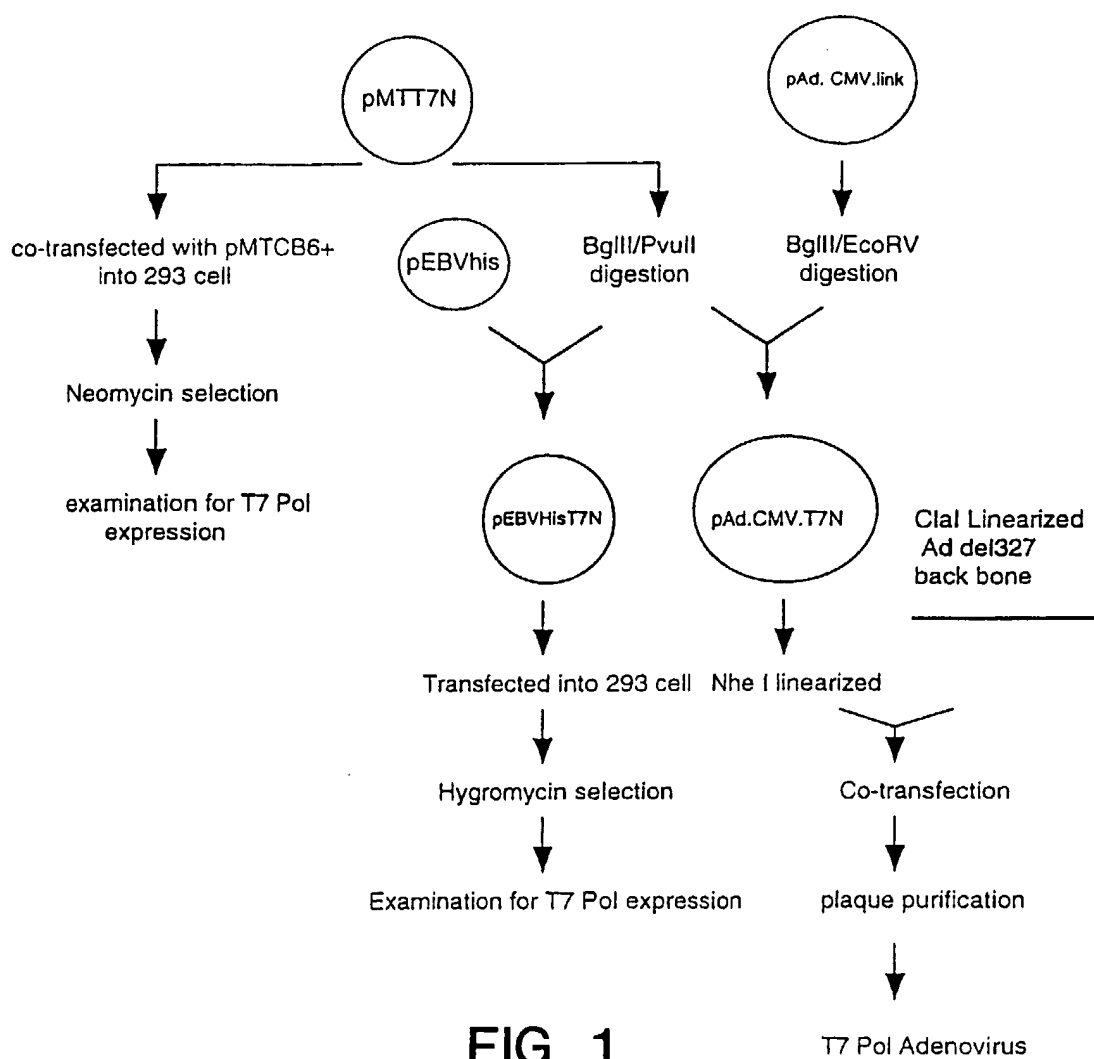 pMTT7N
pAd. CMV.link
co-transfected with pMTCB6+
into 293 cell
pEBVhis
BglII/PvuII
digestion
BglII/EcoRV
digestion
Neomycin selection
examination for T7 Pol
expression
pEBVHisT7N
pAd.CMV.T7N
ClaI Linearized
Ad del327
back bone
Transfected into 293 cell
Nhe I linearized
Hygromycin selection
Co-transfection
Examination for T7 Pol expression
plaque purification
T7 Pol Adenovirus
FIG. 1